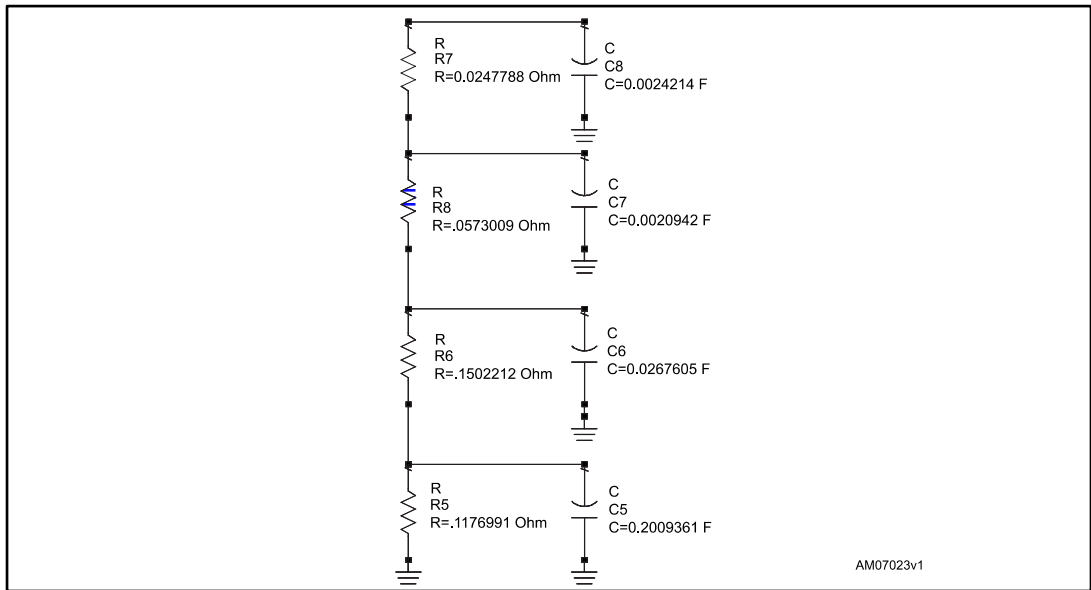 R
R7
R=0.0247788 Ohm
C
C8
C=0.0024214 F
R
R8
R=.0573009 Ohm
C
C7
C=0.0020942 F
R
R6
R=.1502212 Ohm
C
C6
C=0.0267605 F
R
R5
R=.1176991 Ohm
C
C5
C=0.2009361 F
AM07023v1